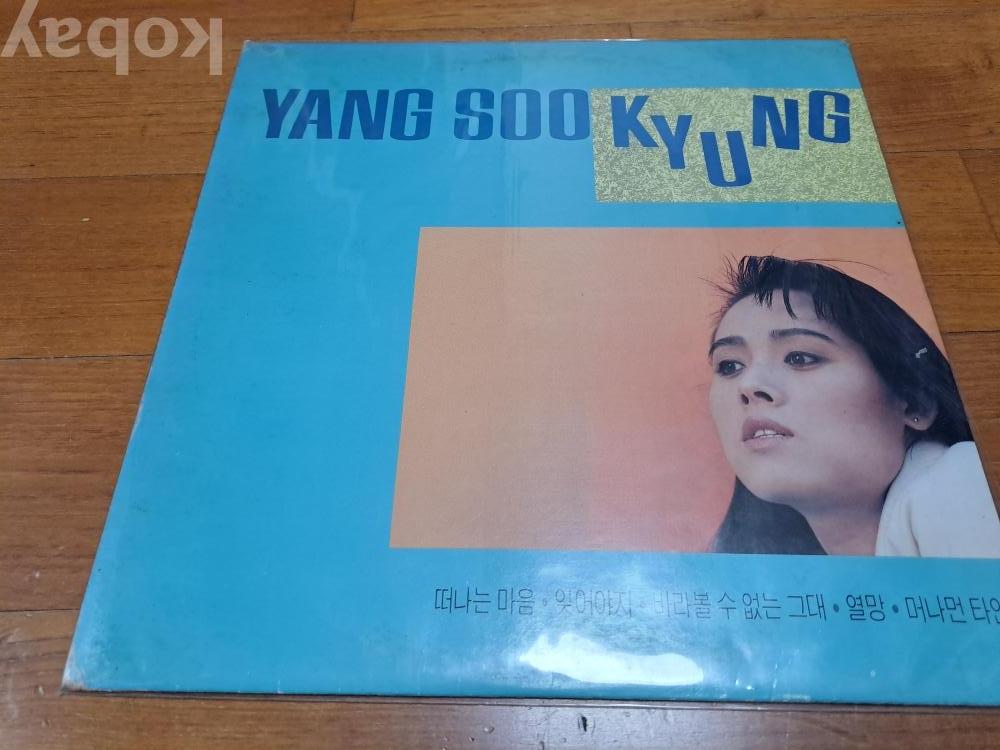 kobay
YANG SOO KYUNG
떠나는 마음 • 잊어야지 • 바라볼 수 없는 그대 • 열망 • 머나먼 타인